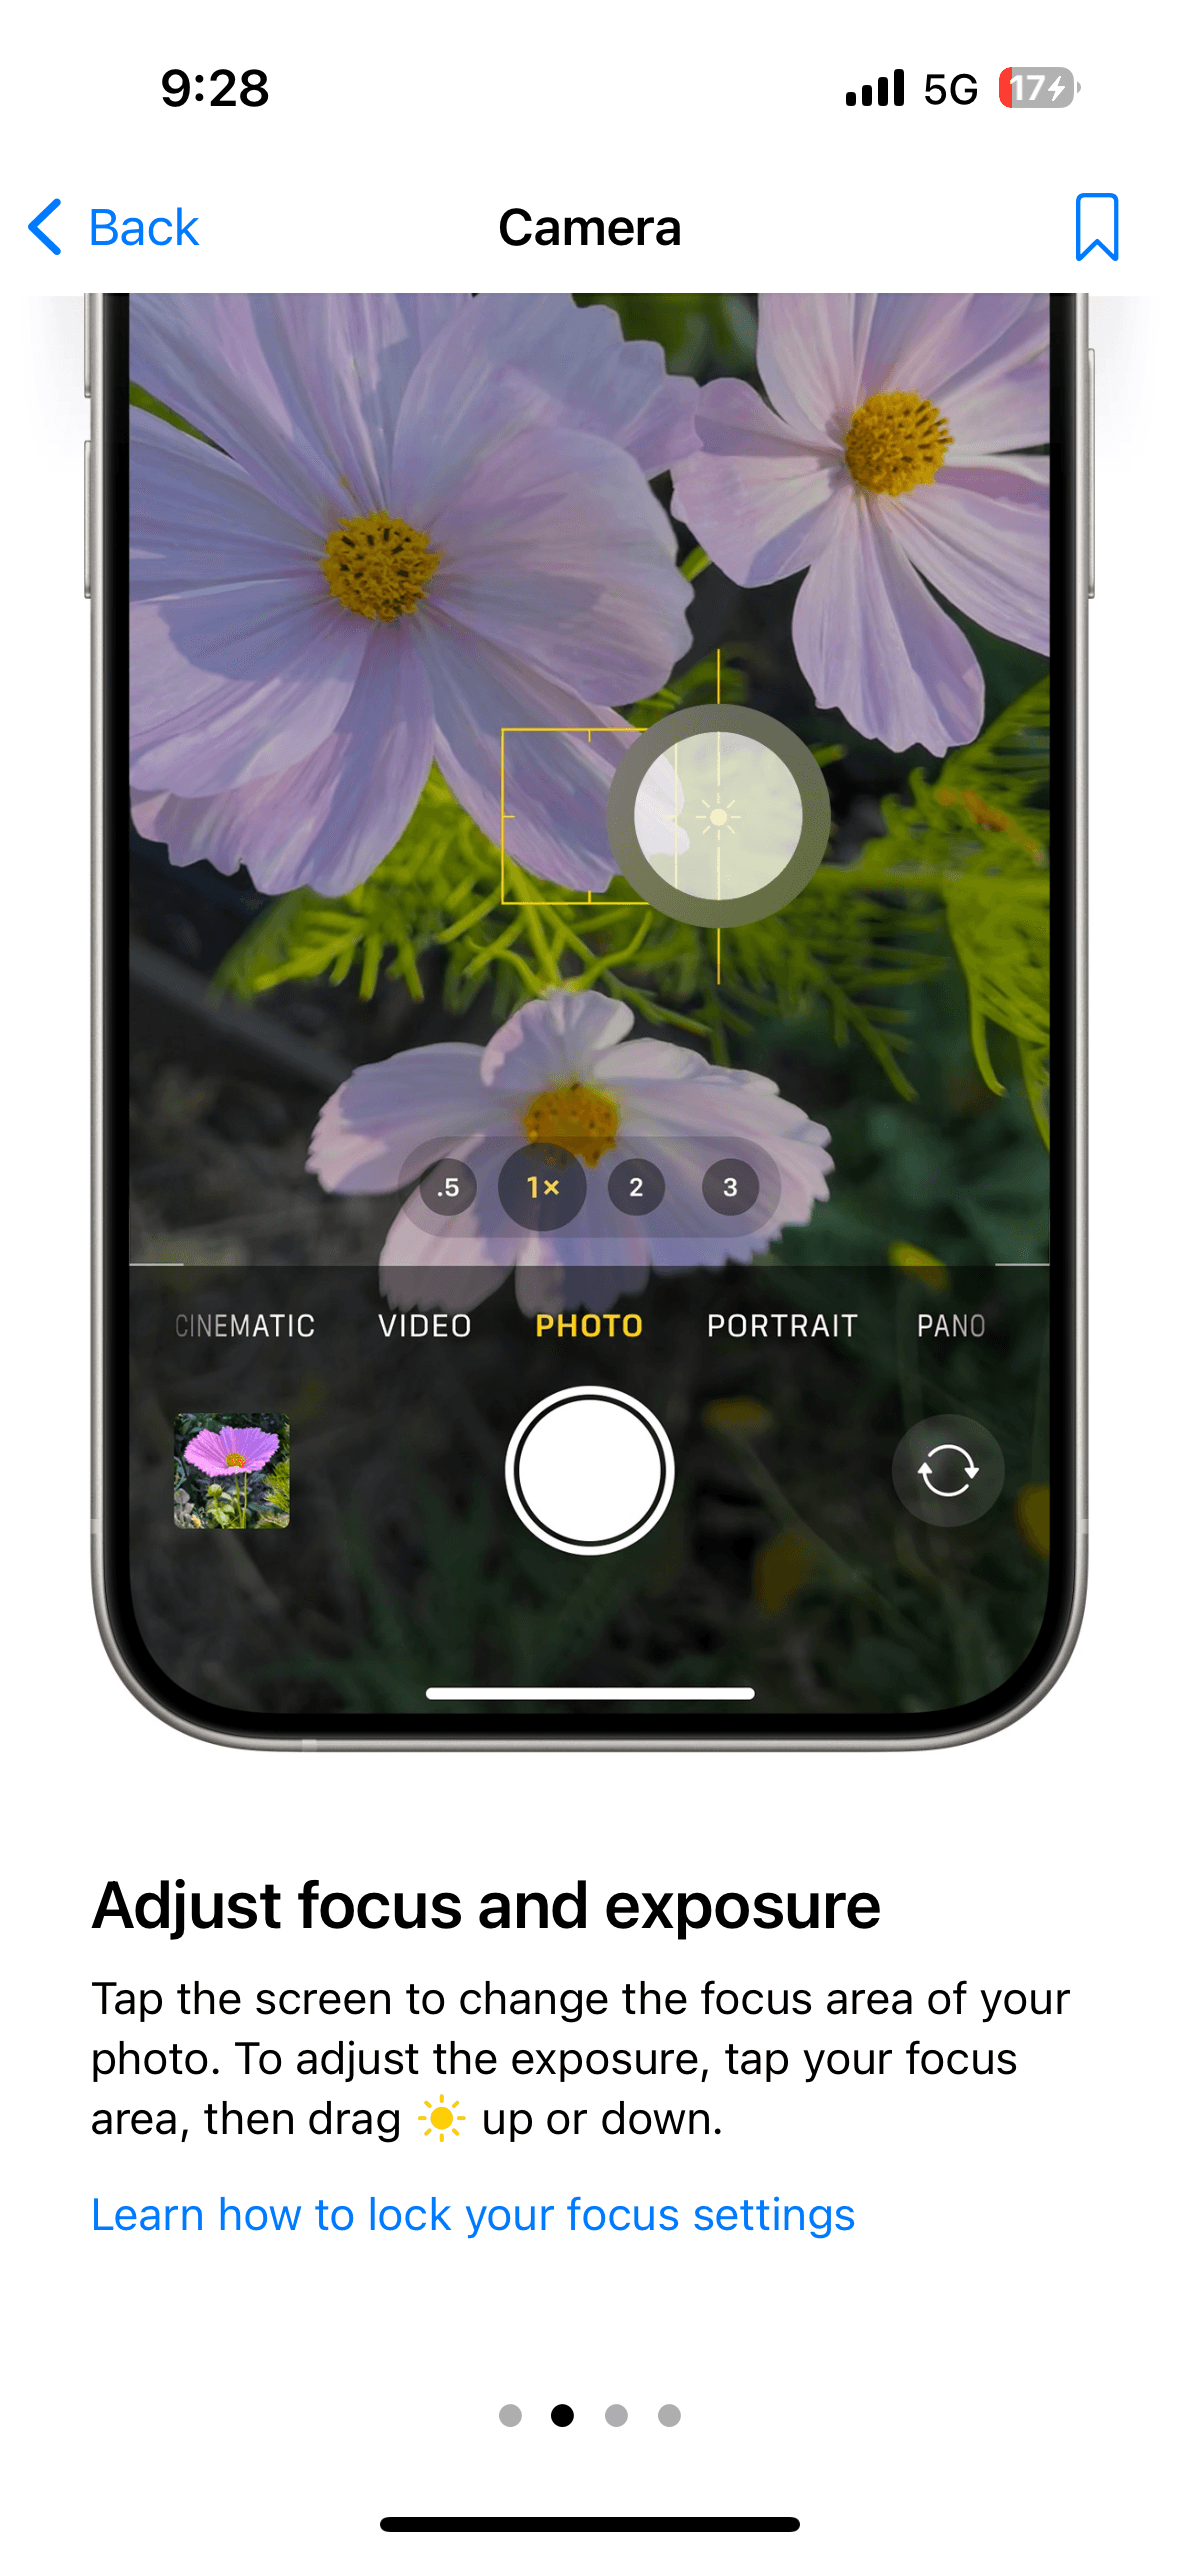 9:28
5G
17
Back
Camera
.5
1×
2
3
CINEMATIC
VIDEO
PHOTO
PORTRAIT
PANO
Adjust focus and exposure
Tap the screen to change the focus area of your
photo. To adjust the exposure, tap your focus
area, then drag up or down.
Learn how to lock your focus settings